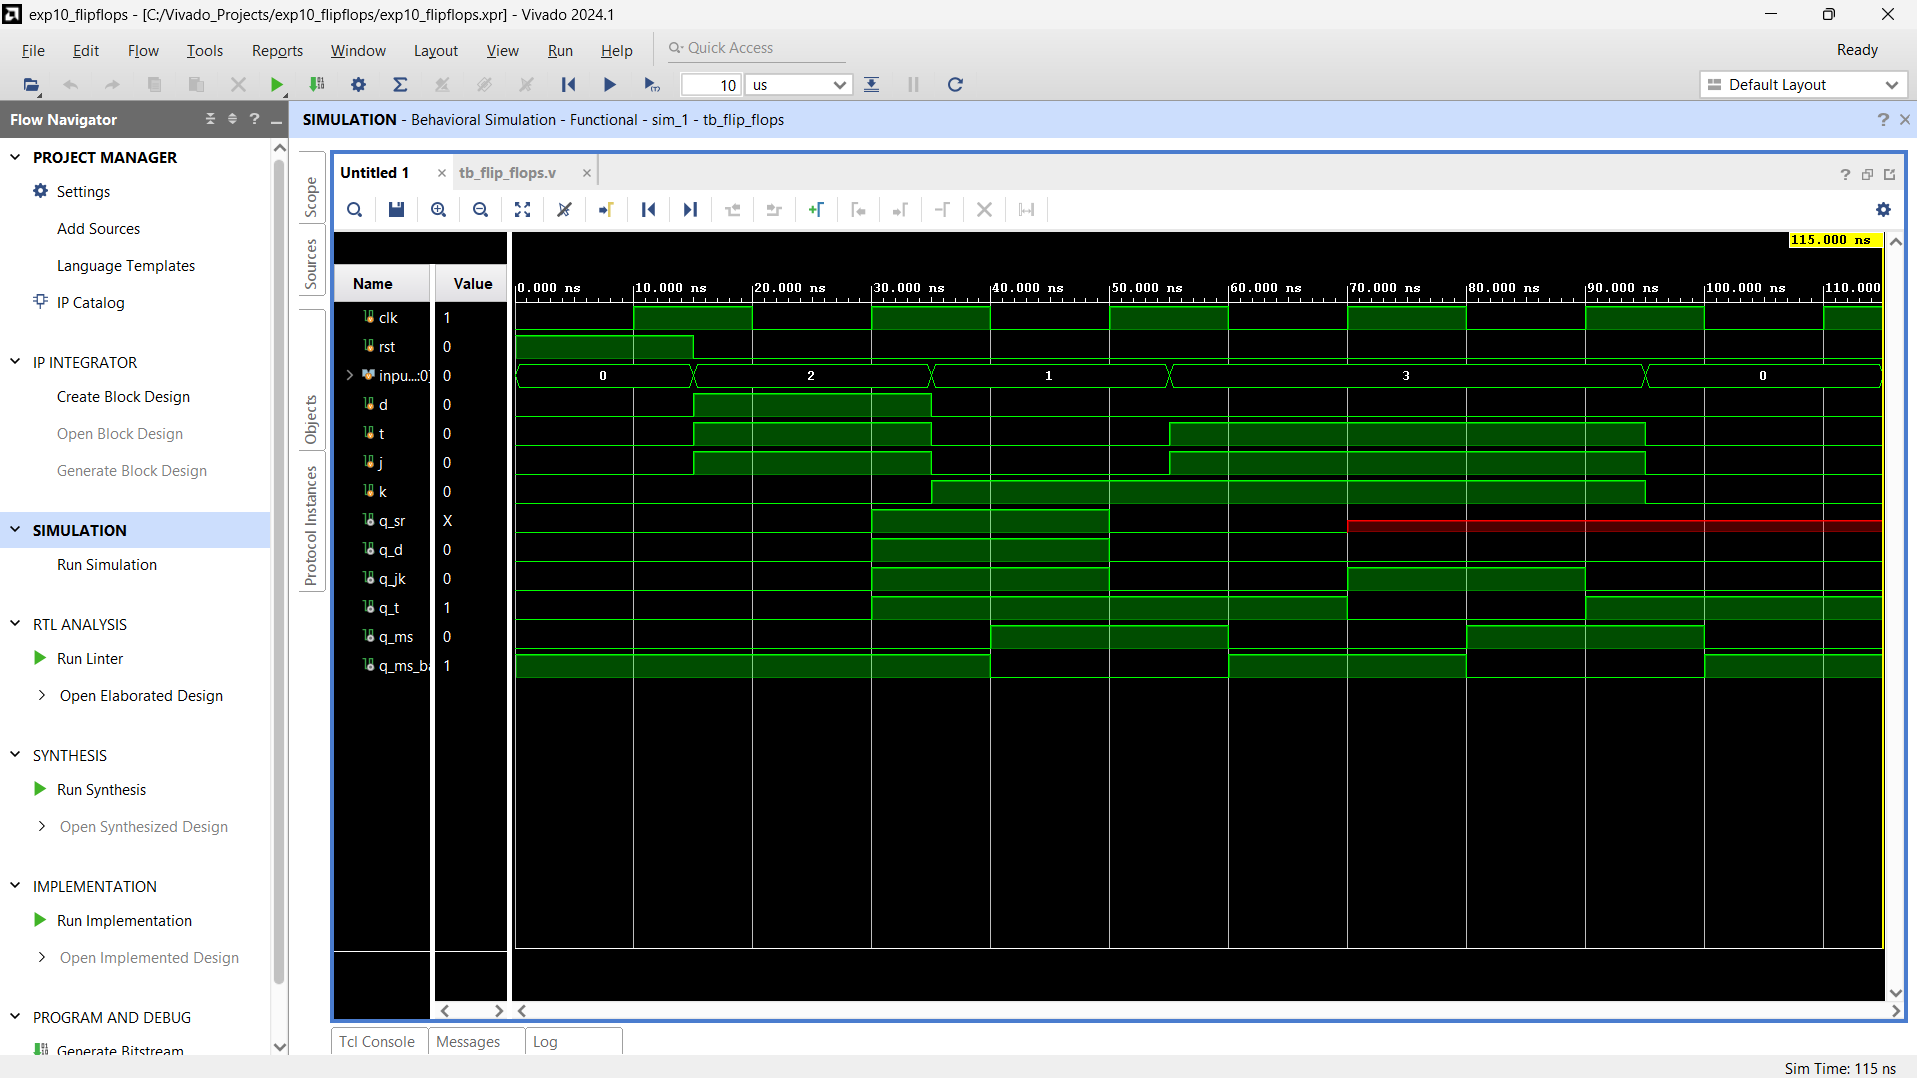 exp10_flipflops - [C:/Vivado_Projects/exp10_flipflops/exp10_flipflops.xpr] - Vivado 2024.1
File Edit Flow Tools Reports Window Layout View Run Help Quick Access Ready
10 us Default Layout
Flow Navigator
SIMULATION - Behavioral Simulation - Functional - sim_1 - tb_flip_flops
PROJECT MANAGER
Settings
Add Sources
Language Templates
IP Catalog
IP INTEGRATOR
Create Block Design
Open Block Design
Generate Block Design
SIMULATION
Run Simulation
RTL ANALYSIS
Run Linter
Open Elaborated Design
SYNTHESIS
Run Synthesis
Open Synthesized Design
IMPLEMENTATION
Run Implementation
Open Implemented Design
PROGRAM AND DEBUG
Generate Bitstream
Scope
Sources
Objects
Protocol Instances
Untitled 1 tb_flip_flops.v
115.000 ns
Name Value
0.000 ns 10.000 ns 20.000 ns 30.000 ns 40.000 ns 50.000 ns 60.000 ns 70.000 ns 80.000 ns 90.000 ns 100.000 ns 110.000
clk 1
rst 0
inpu...:0] 0 0 2 1 3 0
d 0
t 0
j 0
k 0
q_sr X
q_d 0
q_jk 0
q_t 1
q_ms 0
q_ms_ba 1
Tcl Console Messages Log
Sim Time: 115 ns